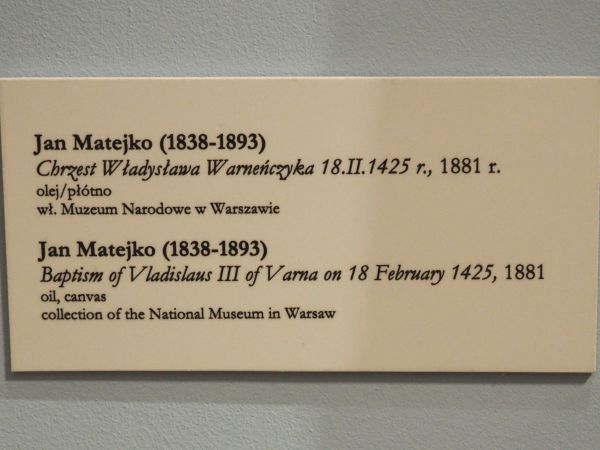 Jan Matejko (1838-1893)
Chrzest Władysława Warneńczyka 18.II.1425 r., 1881 r.
olej/płótno
wł. Muzeum Narodowe w Warszawie
Jan Matejko (1838-1893)
Baptism of Vladislaus III of Varna on 18 February 1425, 1881
oil, canvas
collection of the National Museum in Warsaw